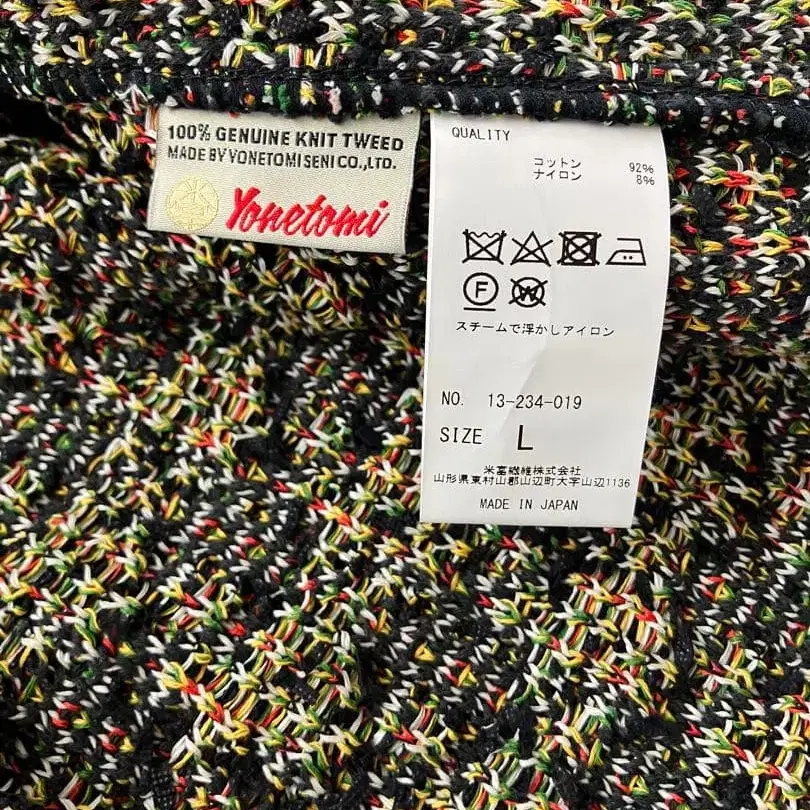 100% GENUINE KNIT TWEED
MADE BY YONETOMISENI CO.,LTD.
Yonetomi
QUALITY
コットン 92%
ナイロン 8%
F W
スチームで浮かしアイロン
NO. 13-234-019
SIZE L
米富繊維株式会社
山形県東村山郡山辺町大字山辺1136
MADE IN JAPAN